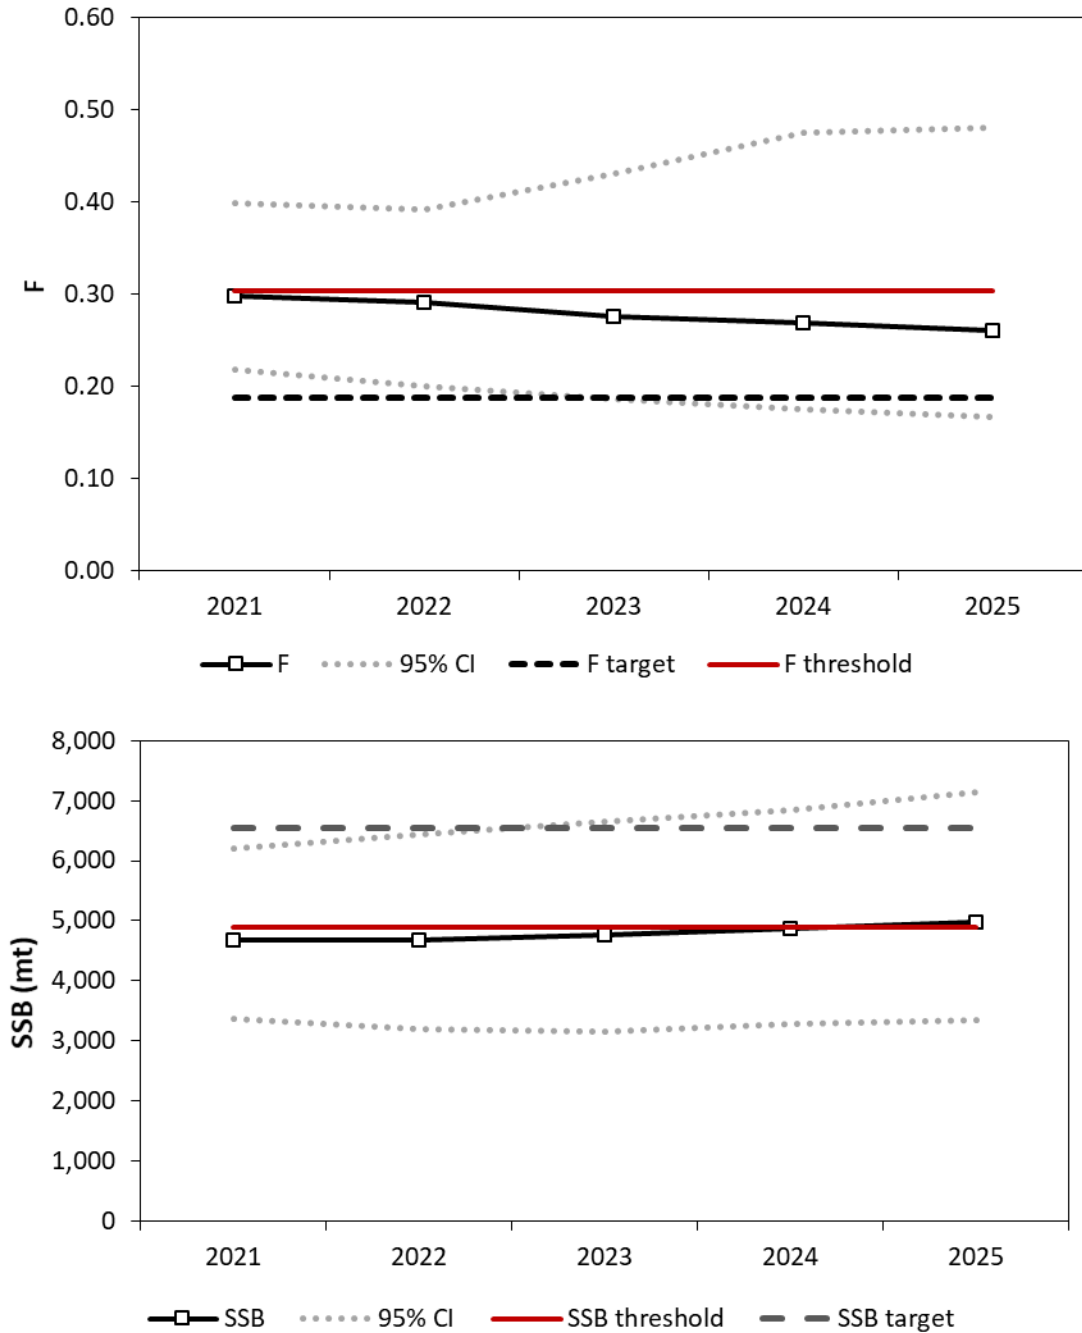 0.60
0.50
0.40
0.30
0.20
0.10
0.00
F
2021 2022 2023 2024 2025
F 95% CI F target F threshold
8,000
7,000
6,000
5,000
4,000
3,000
2,000
1,000
0
SSB (mt)
2021 2022 2023 2024 2025
SSB 95% CI SSB threshold SSB target